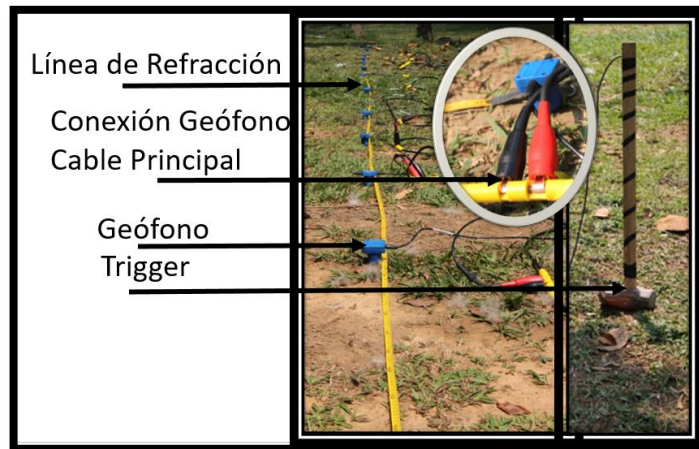 Línea de Refracción
Conexión Geófono
Cable Principal
Geófono
Trigger